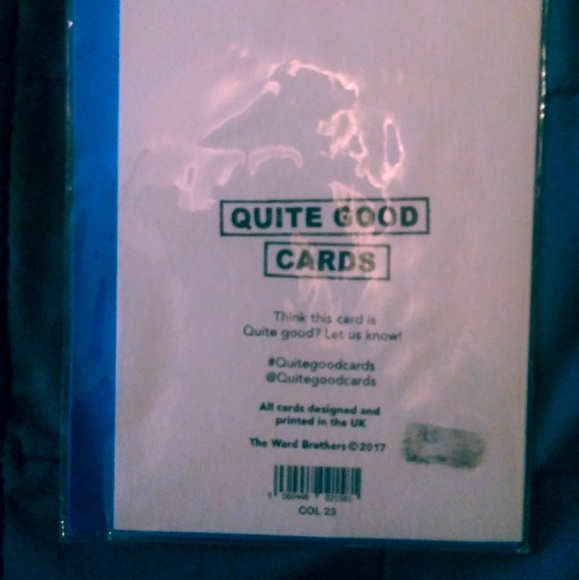 QUITE GOOD
CARDS
Think this card is
Quite good? Let us know!
#Quitegoodcards
@Quitegoodcards
All cards designed and
printed in the UK
The Ward Brothers © 2017
COL 23